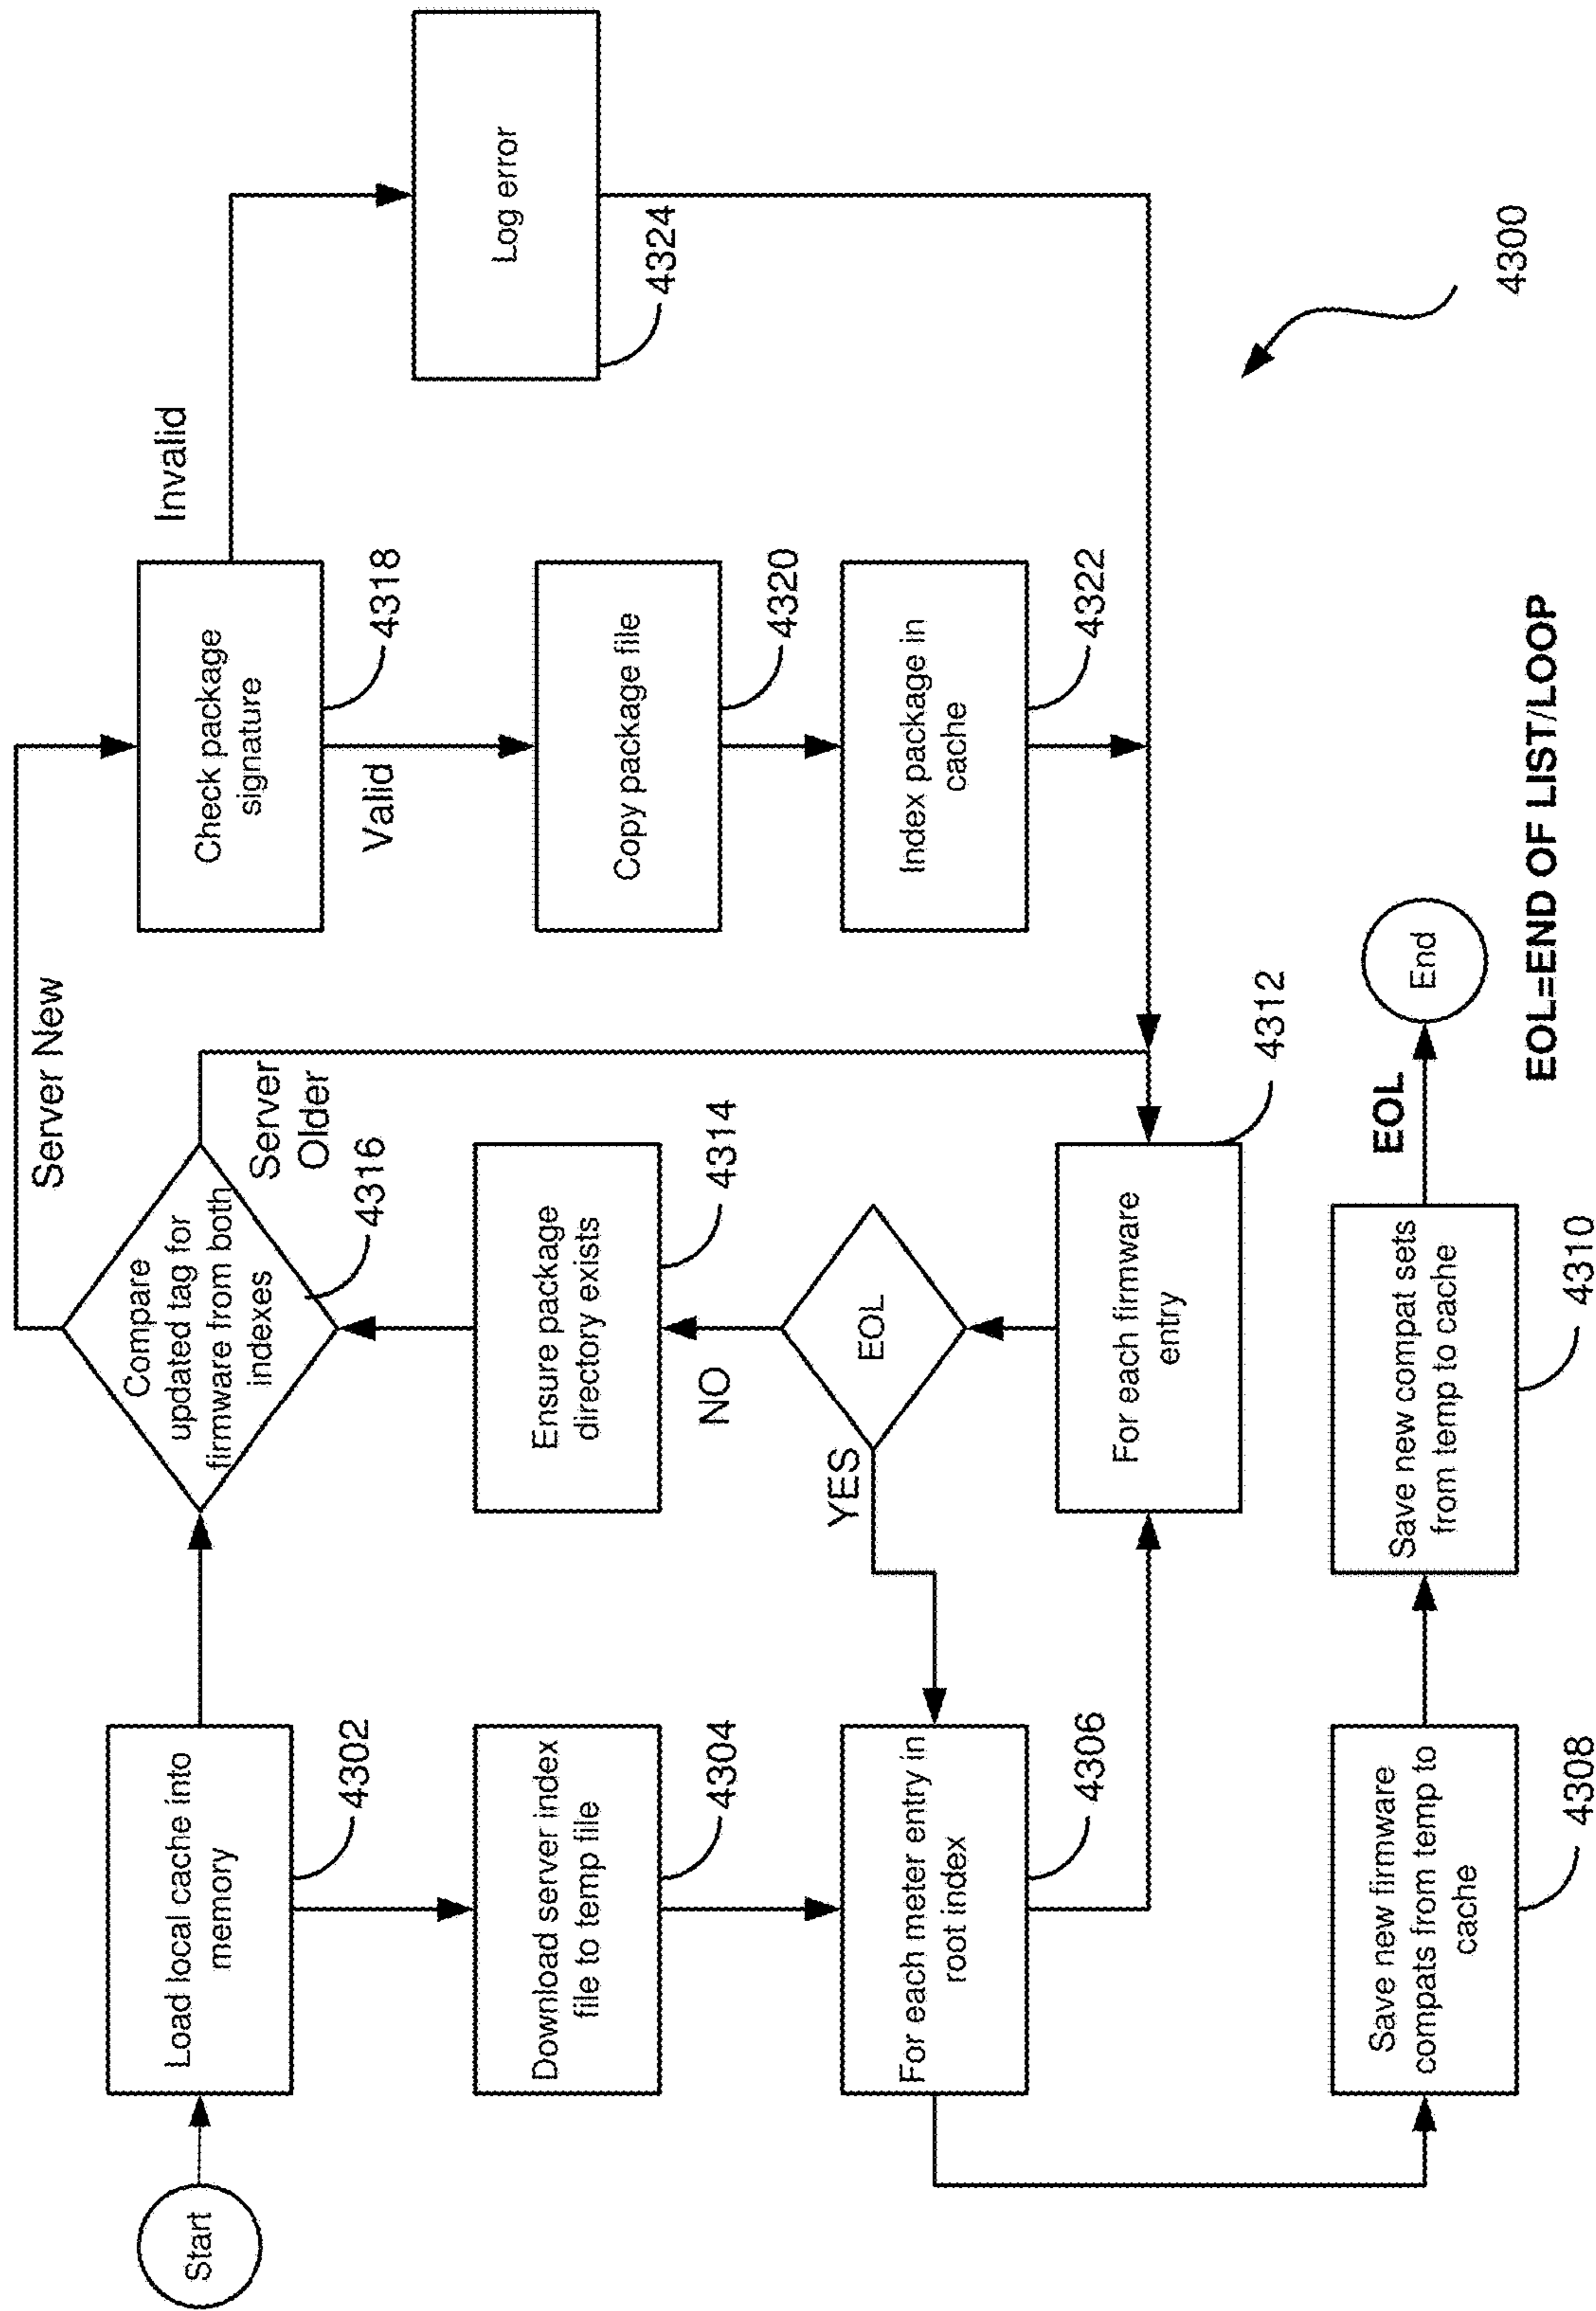 Start
Load local cache into
memory
4302
Download server index
file to temp file
4304
For each meter entry in
root index
4306
Save new firmware
compats from temp to
cache
4308
Save new compat sets
from temp to cache
4310
EOL
End
EOL=END OF LIST/LOOP
Compare
updated tag for
firmware from both
indexes
4316
Server New
Server
Older
Ensure package
directory exists
4314
NO
EOL
YES
For each firmware
entry
4312
Check package
signature
4318
Invalid
Valid
Copy package file
4320
Index package in
cache
4322
Log error
4324
4300